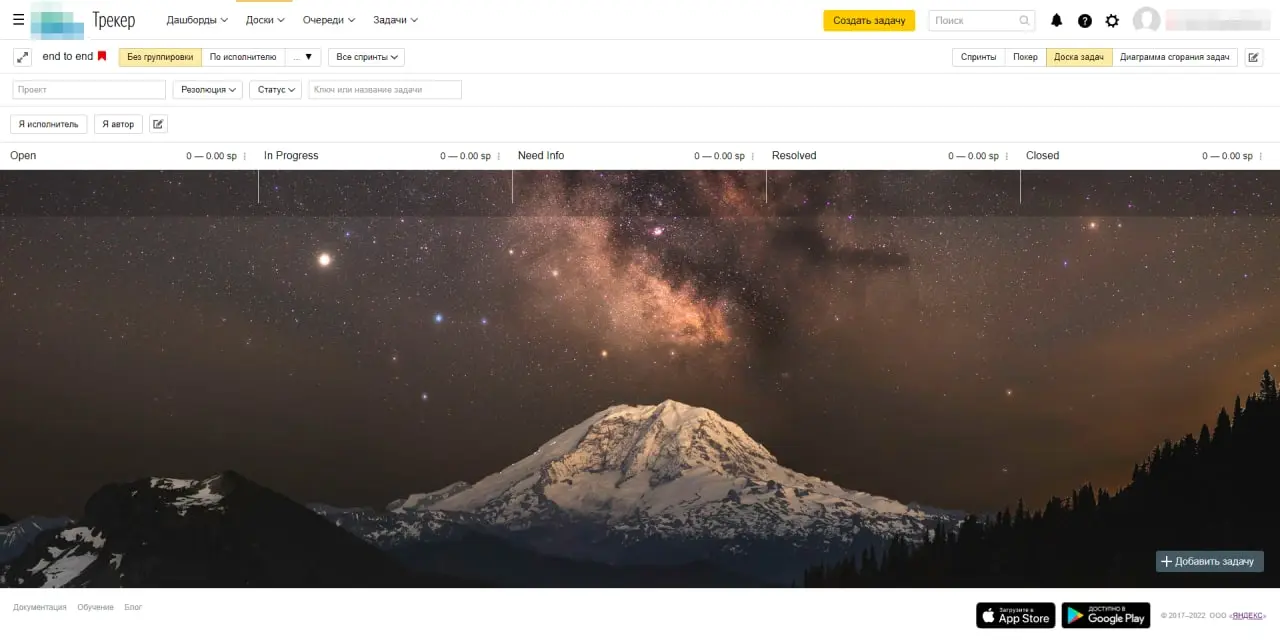 Трекер Дашборды Доски Очереди Задачи Создать задачу Поиск
end to end Без группировки По исполнителю ... Все спринты Спринты Покер Доска задач Диаграмма сгорания задач
Проект Резолюция Статус Ключ или название задачи
Я исполнитель Я автор
Open 0 — 0.00 sp In Progress 0 — 0.00 sp Need Info 0 — 0.00 sp Resolved 0 — 0.00 sp Closed 0 — 0.00 sp
Добавить задачу
Документация Обучение Блог Загрузите в App Store ДОСТУПНО В Google Play © 2017–2022 ООО «ЯНДЕКС»